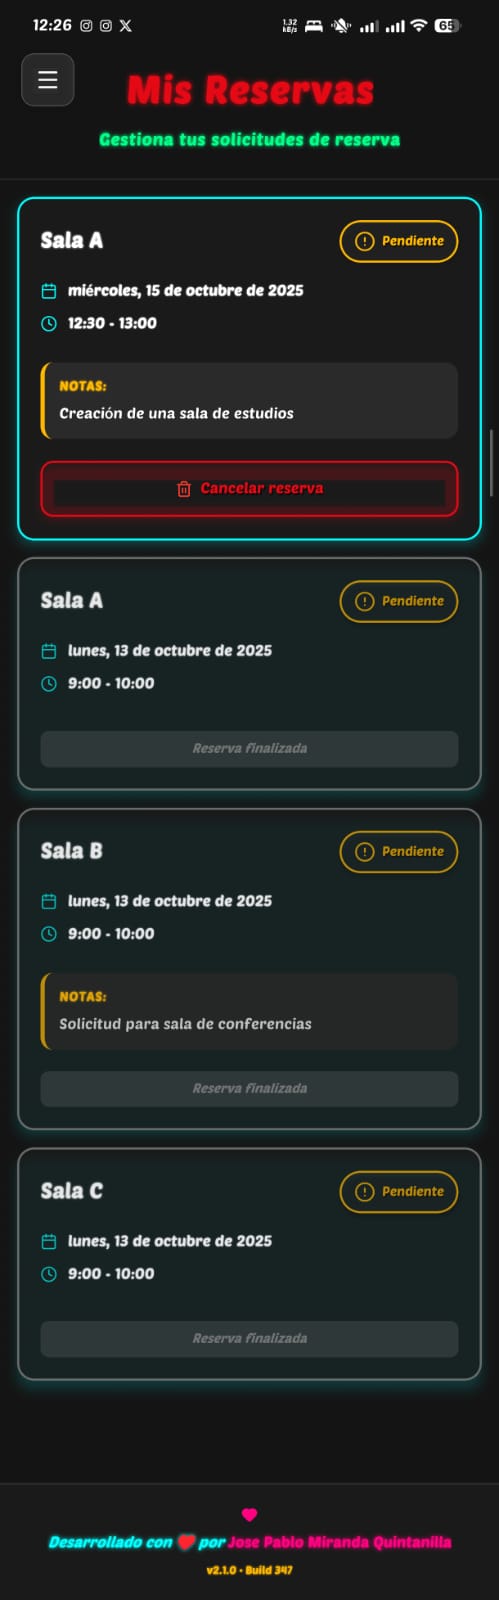 12:26
1.32
kB/s
65
Mis Reservas
Gestiona tus solicitudes de reserva
Sala A
Pendiente
miércoles, 15 de octubre de 2025
12:30 - 13:00
NOTAS:
Creación de una sala de estudios
Cancelar reserva
Sala A
Pendiente
lunes, 13 de octubre de 2025
9:00 - 10:00
Reserva finalizada
Sala B
Pendiente
lunes, 13 de octubre de 2025
9:00 - 10:00
NOTAS:
Solicitud para sala de conferencias
Reserva finalizada
Sala C
Pendiente
lunes, 13 de octubre de 2025
9:00 - 10:00
Reserva finalizada
Desarrollado con ❤️ por Jose Pablo Miranda Quintanilla
v2.1.0 • Build 347